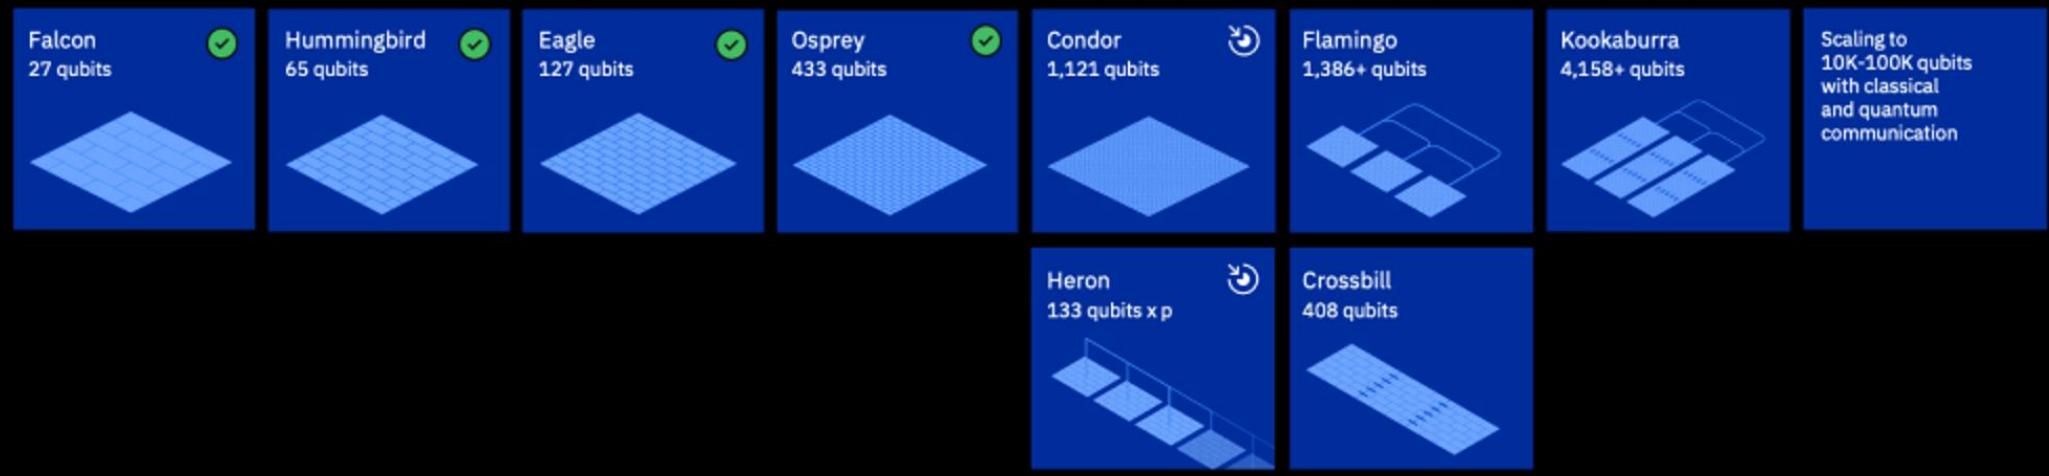 Falcon
27 qubits
Hummingbird
65 qubits
Eagle
127 qubits
Osprey
433 qubits
Condor
1,121 qubits
Flamingo
1,386+ qubits
Kookaburra
4,158+ qubits
Scaling to
10K-100K qubits
with classical
and quantum
communication
Heron
133 qubits x p
Crossbill
408 qubits